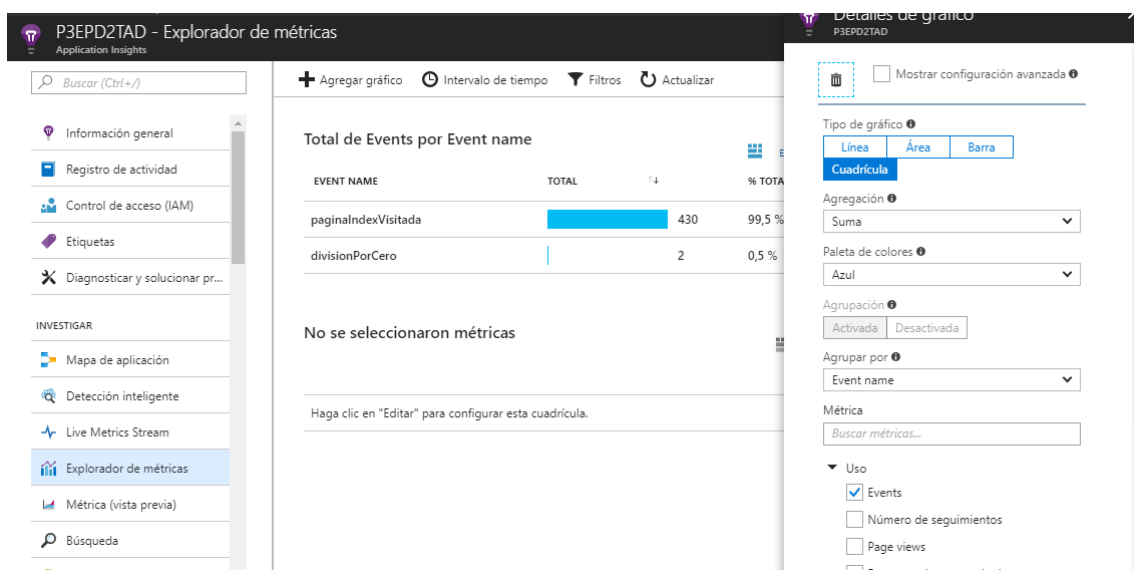 P3EPD2TAD - Explorador de métricas
Application Insights
Buscar (Ctrl+/)
Información general
Registro de actividad
Control de acceso (IAM)
Etiquetas
Diagnosticar y solucionar pr...
INVESTIGAR
Mapa de aplicación
Detección inteligente
Live Metrics Stream
Explorador de métricas
Métrica (vista previa)
Búsqueda
Agregar gráfico Intervalo de tiempo Filtros Actualizar
Total de Events por Event name
EVENT NAME TOTAL % TOTA
paginaIndexVisitada 430 99,5 %
divisionPorCero 2 0,5 %
No se seleccionaron métricas
Haga clic en "Editar" para configurar esta cuadrícula.
Detalles de gráfico
P3EPD2TAD
Mostrar configuración avanzada
Tipo de gráfico
Línea Área Barra
Cuadrícula
Agregación
Suma
Paleta de colores
Azul
Agrupación
Activada Desactivada
Agrupar por
Event name
Métrica
Buscar métricas...
Uso
Events
Número de seguimientos
Page views